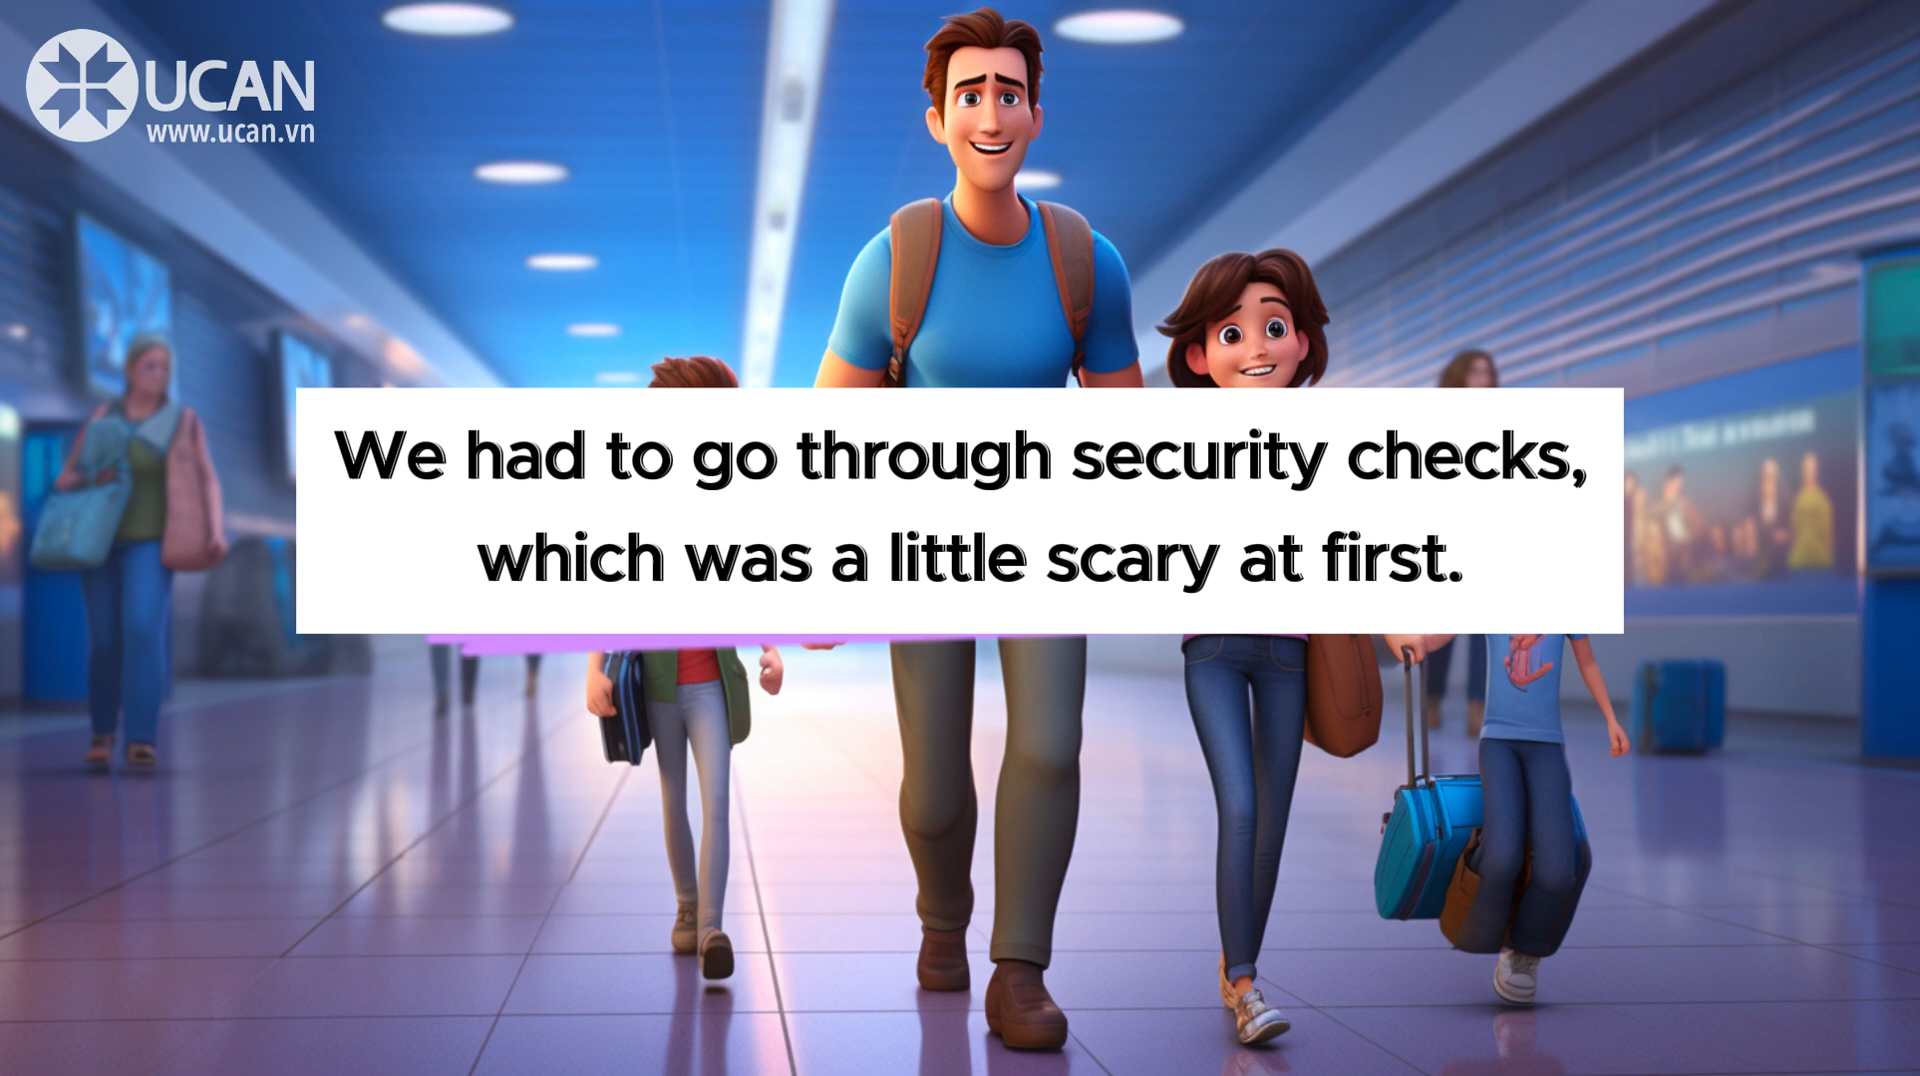 UCAN
www.ucan.vn
We had to go through security checks,
which was a little scary at first.